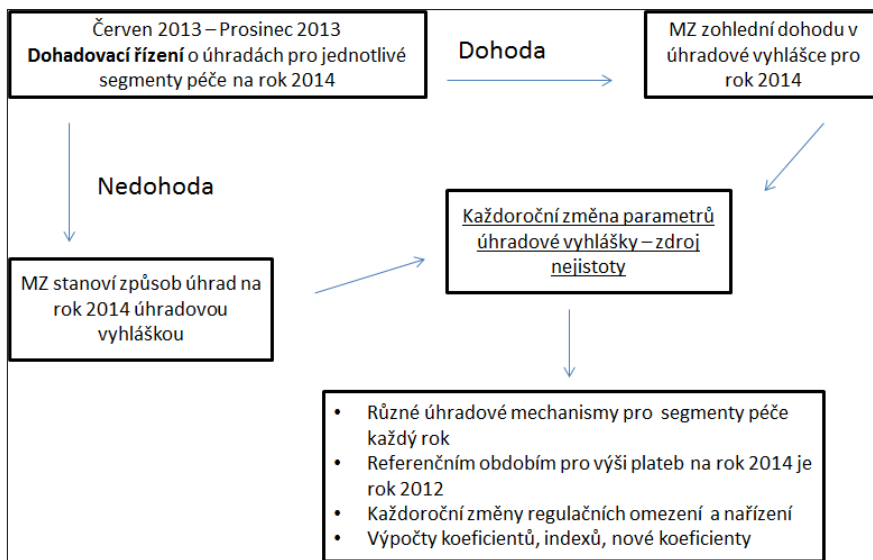 Červen 2013 – Prosinec 2013
Dohadovací řízení o úhradách pro jednotlivé
segmenty péče na rok 2014
Dohoda
MZ zohlední dohodu v
úhradové vyhlášce pro
rok 2014
Nedohoda
Každoroční změna parametrů
úhradové vyhlášky – zdroj
nejistoty
MZ stanoví způsob úhrad na
rok 2014 úhradovou
vyhláškou
• Různé úhradové mechanismy pro segmenty péče
každý rok
• Referenčním obdobím pro výši plateb na rok 2014 je
rok 2012
• Každoroční změny regulačních omezení a nařízení
• Výpočty koeficientů, indexů, nové koeficienty